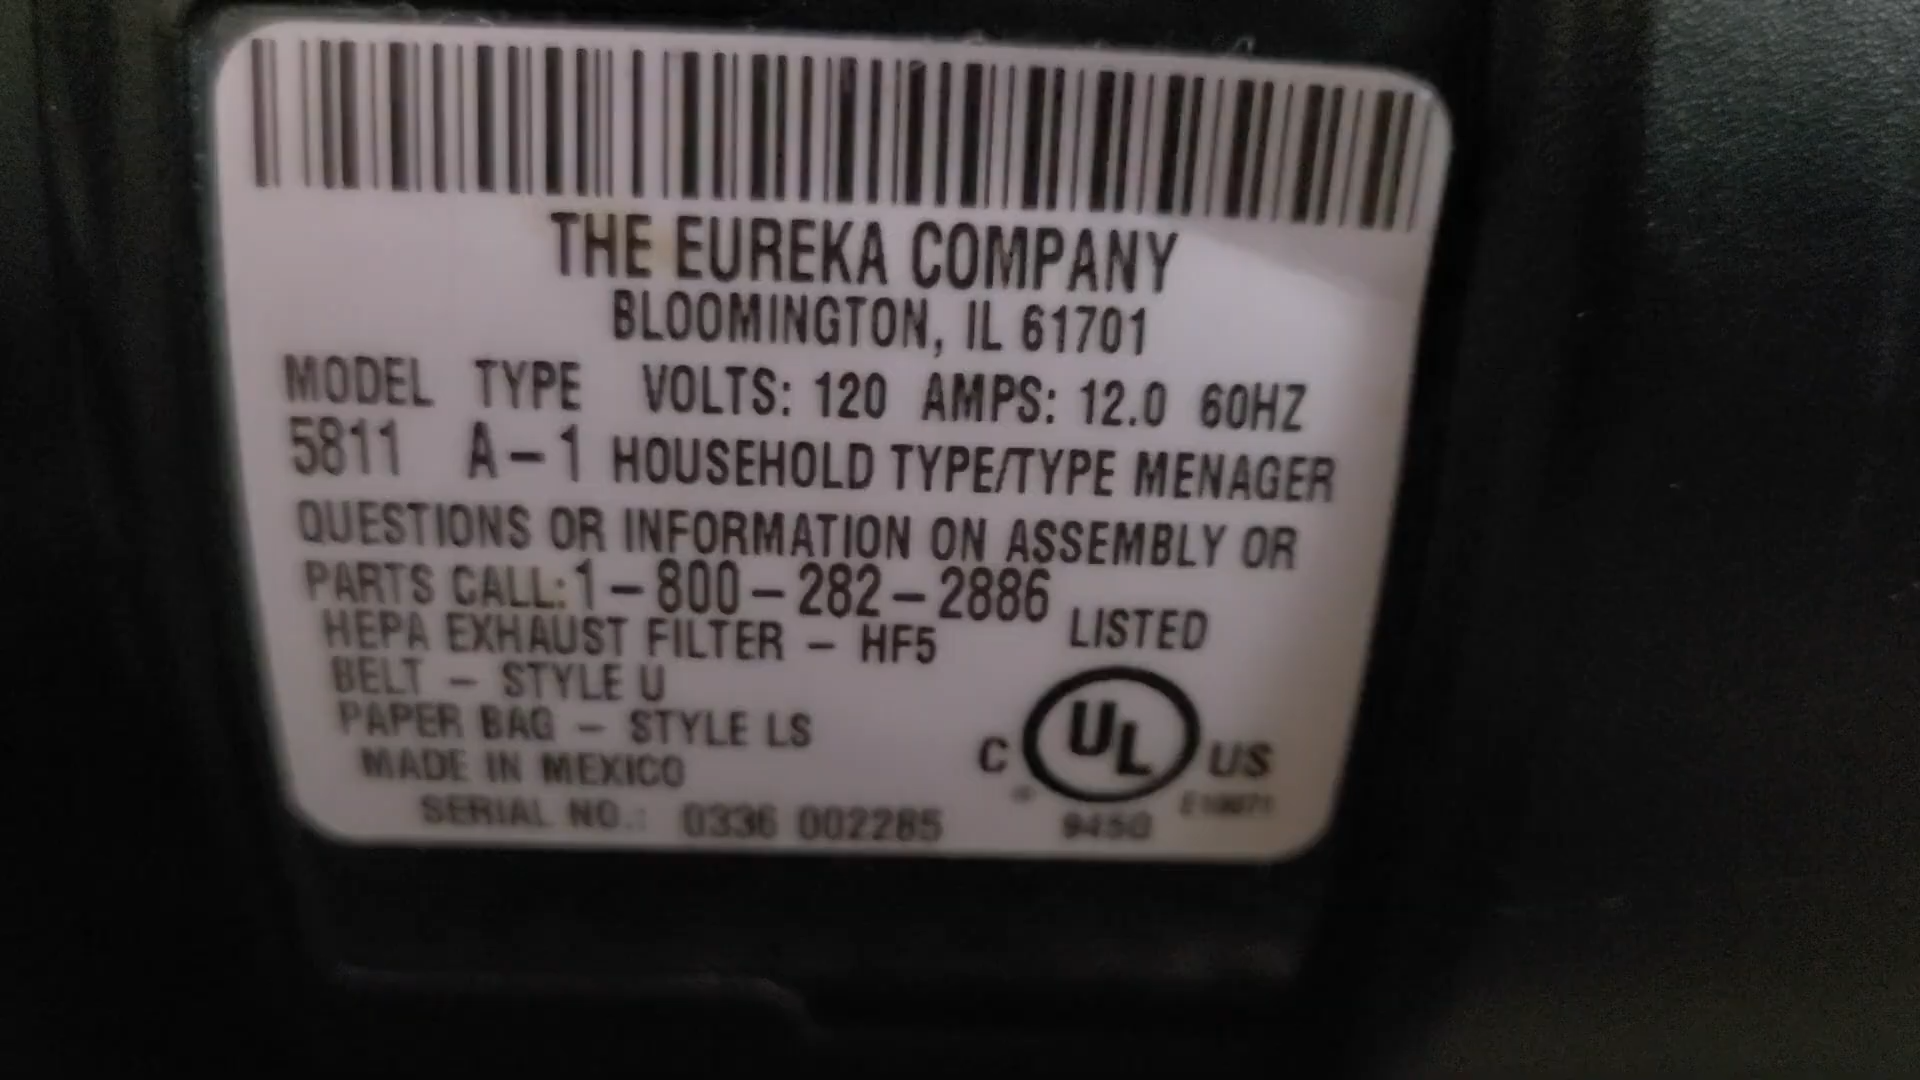 THE EUREKA COMPANY
BLOOMINGTON, IL 61701
MODEL TYPE VOLTS: 120 AMPS: 12.0 60HZ
5811 A-1 HOUSEHOLD TYPE/TYPE MENAGER
QUESTIONS OR INFORMATION ON ASSEMBLY OR
PARTS CALL: 1-800-282-2886
HEPA EXHAUST FILTER - HF5
BELT - STYLE U
PAPER BAG - STYLE LS
MADE IN MEXICO
SERIAL NO.: 0336 002285
LISTED
C UL US